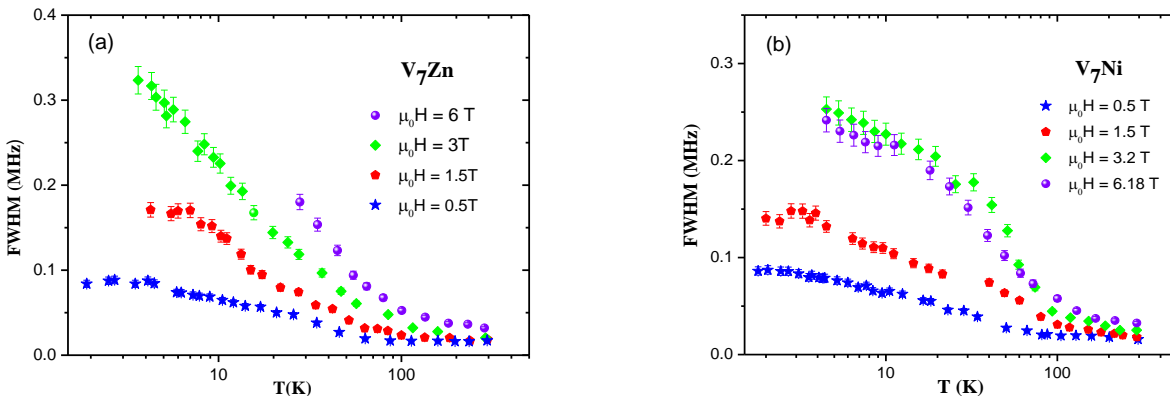 (a)
V7Zn
μ0H = 6 T
μ0H = 3T
μ0H = 1.5T
μ0H = 0.5T
FWHM (MHz)
0.4
0.3
0.2
0.1
0.0
10
100
T(K)
(b)
V7Ni
μ0H = 0.5 T
μ0H = 1.5 T
μ0H = 3.2 T
μ0H = 6.18 T
FWHM (MHz)
0.3
0.2
0.1
0.0
10
100
T (K)